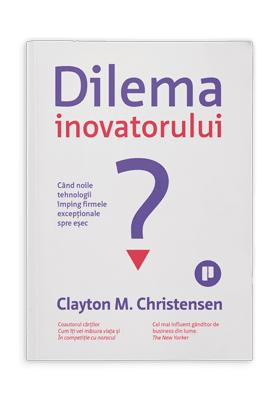 Dilema
inovatorului
?
Când noile
tehnologii
împing firmele
excepționale
spre eșec
Clayton M. Christensen
Coautorul cărților
Cum îți vei măsura viața și
În competiție cu norocul
Cel mai influent gânditor de
business din lume.
The New Yorker